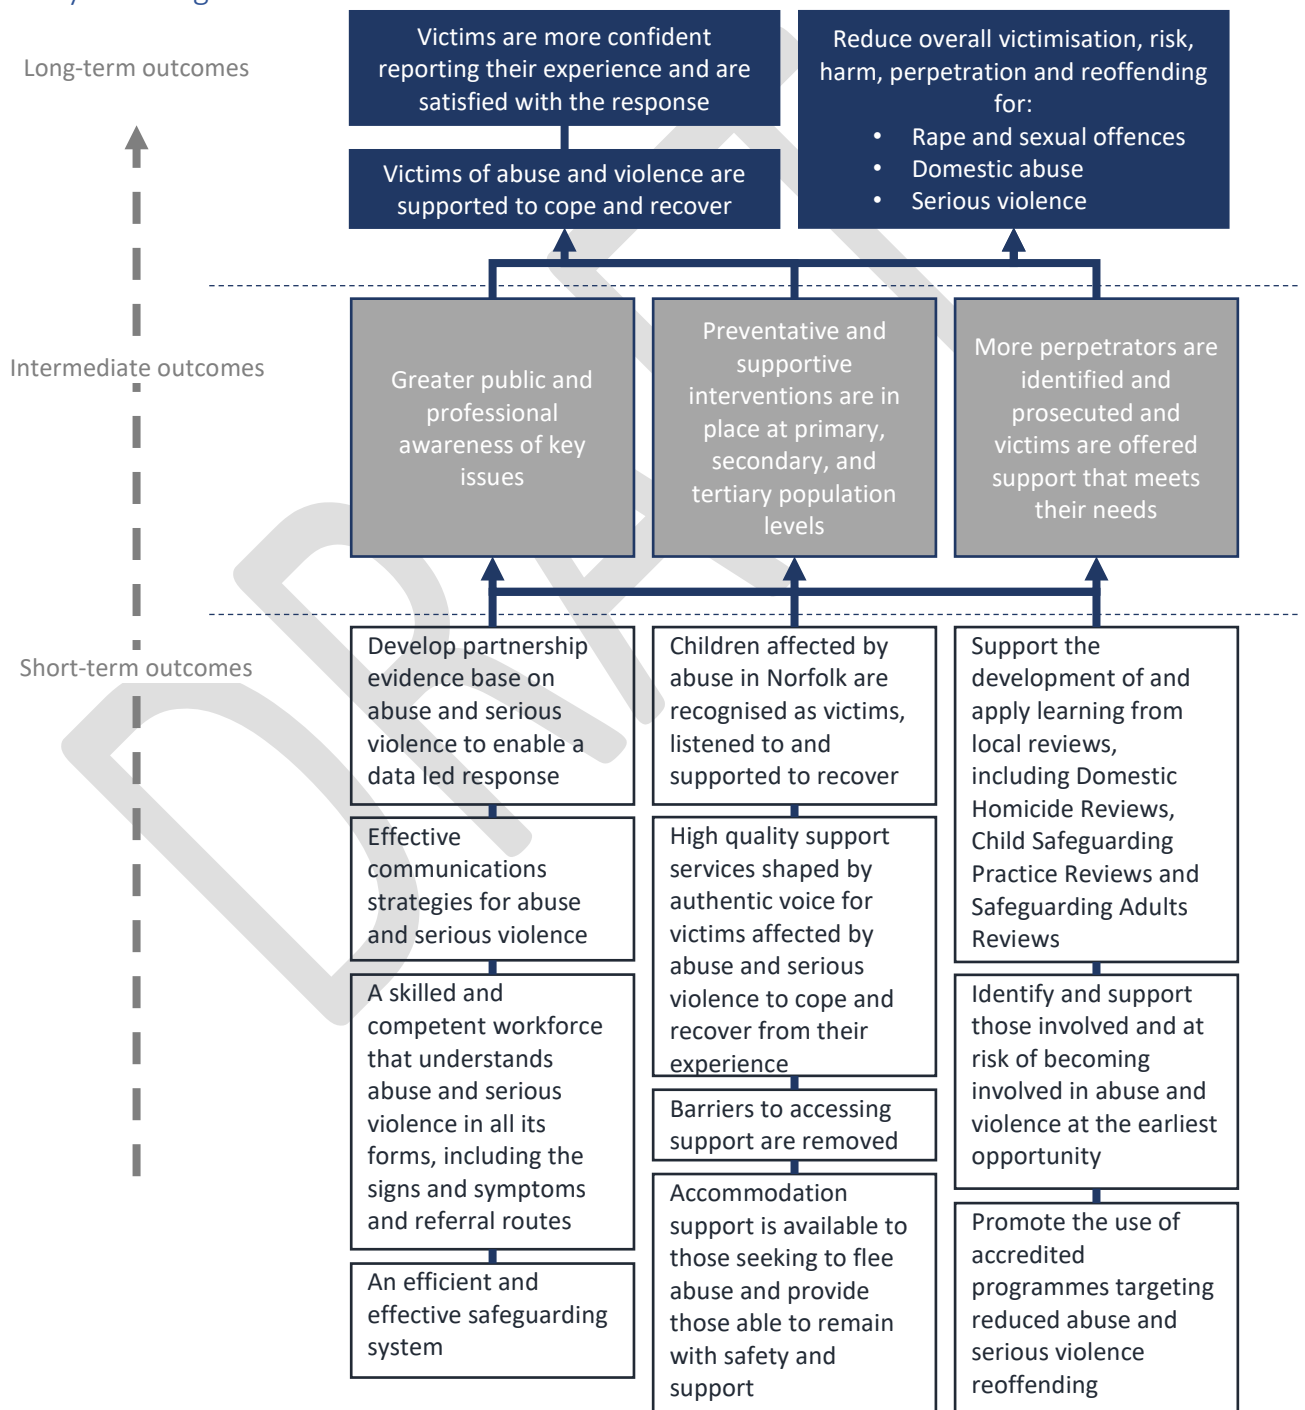 Long-term outcomes
Victims are more confident
reporting their experience and are
satisfied with the response
Victims of abuse and violence are
supported to cope and recover
Reduce overall victimisation, risk,
harm, perpetration and reoffending
for:
• Rape and sexual offences
• Domestic abuse
• Serious violence
Intermediate outcomes
Greater public and
professional
awareness of key
issues
Preventative and
supportive
interventions are in
place at primary,
secondary, and
tertiary population
levels
More perpetrators are
identified and
prosecuted and
victims are offered
support that meets
their needs
Short-term outcomes
Develop partnership
evidence base on
abuse and serious
violence to enable a
data led response
Effective
communications
strategies for abuse
and serious violence
A skilled and
competent workforce
that understands
abuse and serious
violence in all its
forms, including the
signs and symptoms
and referral routes
An efficient and
effective safeguarding
system
Children affected by
abuse in Norfolk are
recognised as victims,
listened to and
supported to recover
High quality support
services shaped by
authentic voice for
victims affected by
abuse and serious
violence to cope and
recover from their
experience
Barriers to accessing
support are removed
Accommodation
support is available to
those seeking to flee
abuse and provide
those able to remain
with safety and
support
Support the
development of and
apply learning from
local reviews,
including Domestic
Homicide Reviews,
Child Safeguarding
Practice Reviews and
Safeguarding Adults
Reviews
Identify and support
those involved and at
risk of becoming
involved in abuse and
violence at the earliest
opportunity
Promote the use of
accredited
programmes targeting
reduced abuse and
serious violence
reoffending
DRAFT